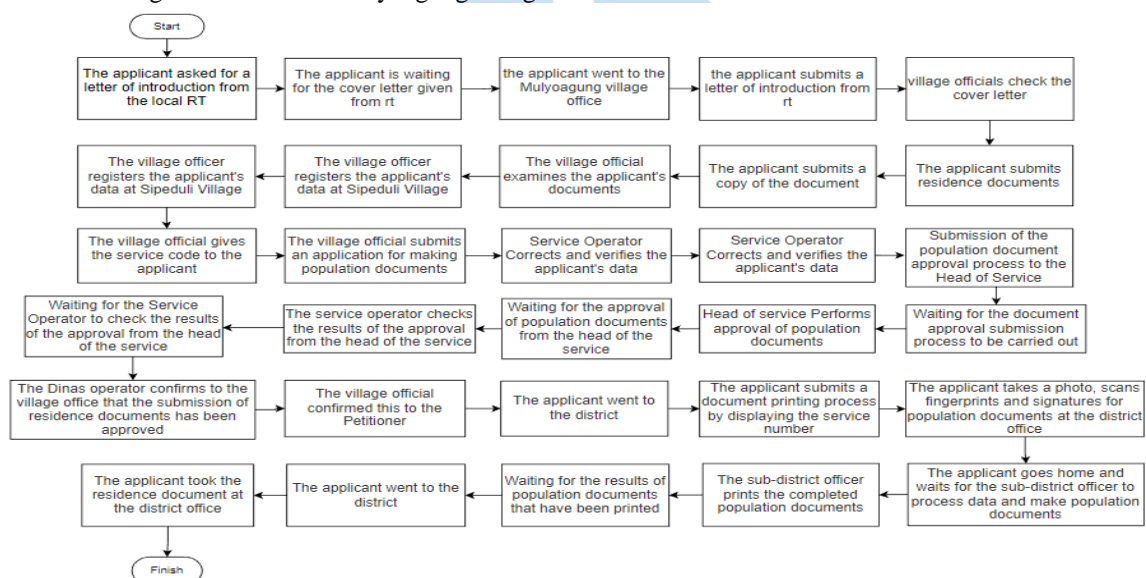 Start
The applicant asked for a
letter of introduction from
the local RT
The applicant is waiting
for the cover letter given
from rt
the applicant went to the
Mulyoagung village
office
the applicant submits a
letter of introduction from
rt
village officials check the
cover letter
The applicant submits
residence documents
The applicant submits a
copy of the document
The village official
examines the applicant's
documents
The village officer
registers the applicant's
data at Sipeduli Village
The village officer
registers the applicant's
data at Sipeduli Village
The village official gives
the service code to the
applicant
The village official submits
an application for making
population documents
Service Operator
Corrects and verifies the
applicant's data
Service Operator
Corrects and verifies the
applicant's data
Submission of the
population document
approval process to the
Head of Service
Waiting for the document
approval submission
process to be carried out
Head of service Performs
approval of population
documents
Waiting for the approval
of population documents
from the head of the
service
The service operator checks
the results of the approval
from the head of the service
Waiting for the Service
Operator to check the results
of the approval from the head
of the service
The Dinas operator confirms to the
village office that the submission of
residence documents has been
approved
The village official
confirmed this to the
Petitioner
The applicant went to
the district
The applicant submits a
document printing process
by displaying the service
number
The applicant takes a photo, scans
fingerprints and signatures for
population documents at the district
office
The applicant goes home and
waits for the sub-district officer to
process data and make population
documents
The sub-district officer
prints the completed
population documents
Waiting for the results of
population documents
that have been printed
The applicant went to the
district
The applicant took the
residence document at
the district office
Finish